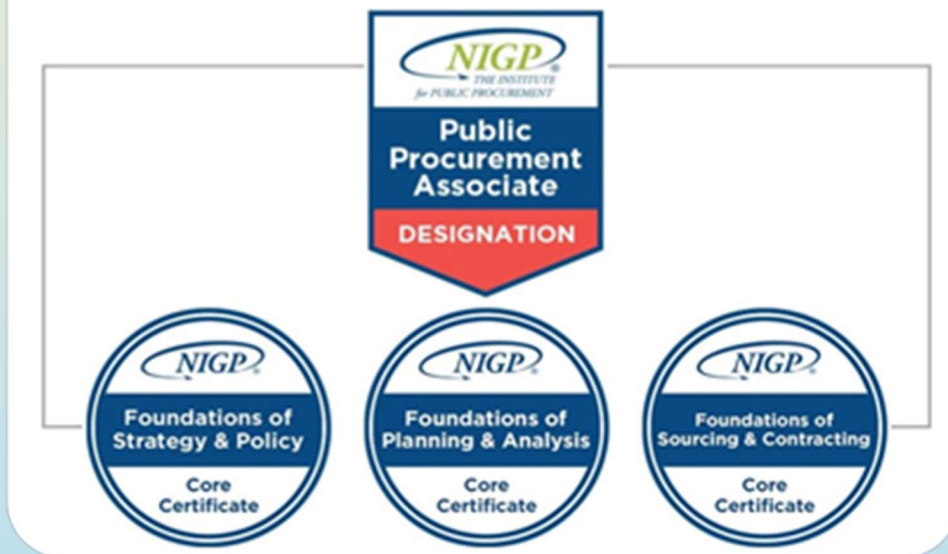 NIGP®
THE INSTITUTE
for PUBLIC PROCUREMENT
Public
Procurement
Associate
DESIGNATION
NIGP®
Foundations of
Strategy & Policy
Core
Certificate
NIGP®
Foundations of
Planning & Analysis
Core
Certificate
NIGP®
Foundations of
Sourcing & Contracting
Core
Certificate